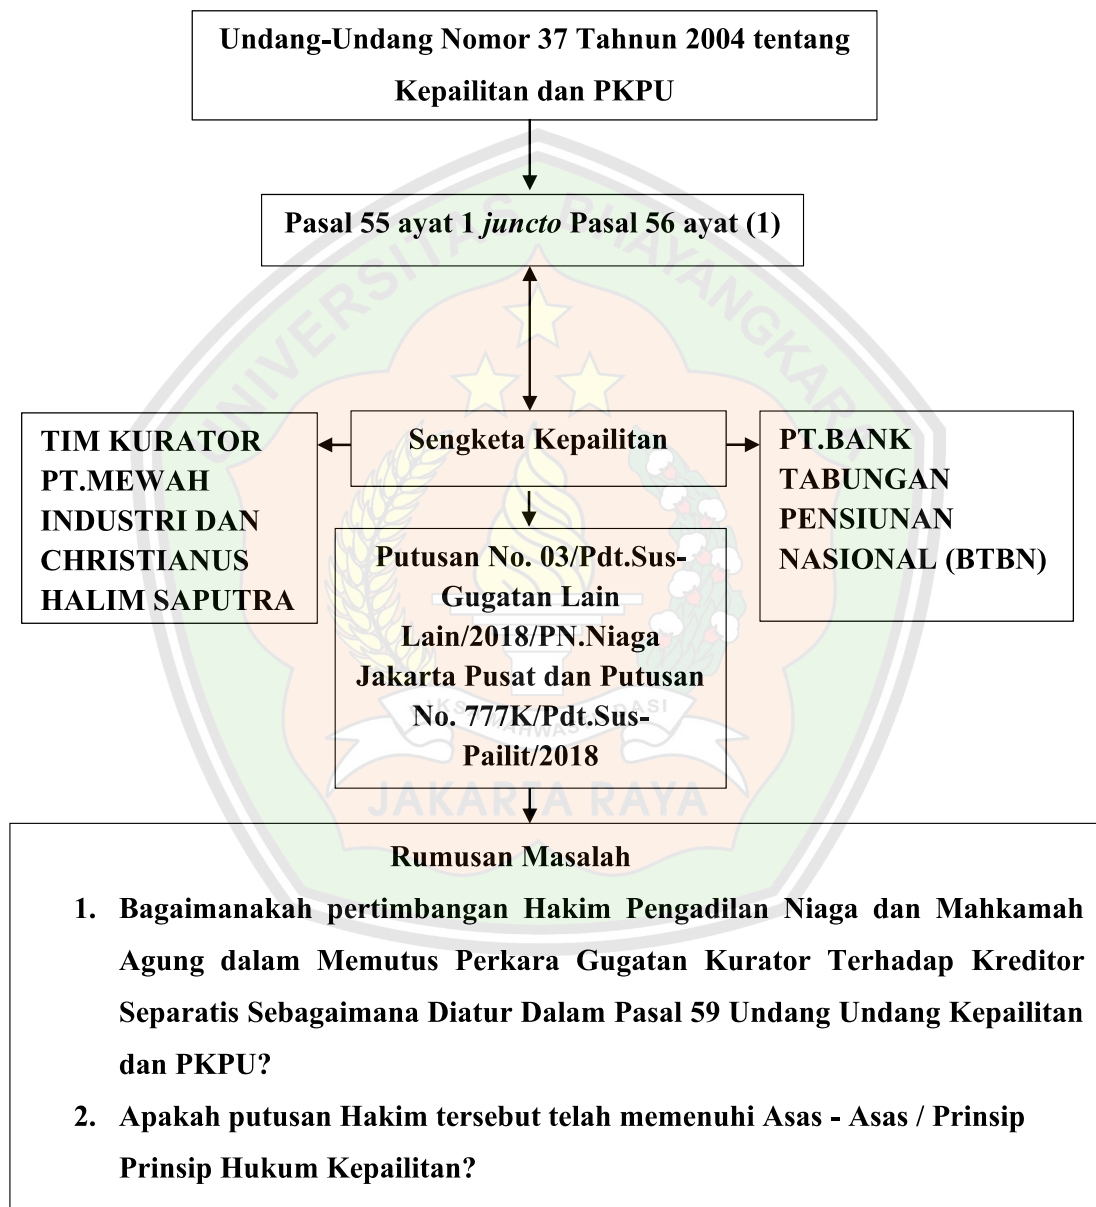 Undang-Undang Nomor 37 Tahnun 2004 tentang
Kepailitan dan PKPU
Pasal 55 ayat 1 juncto Pasal 56 ayat (1)
UNIVERSITAS BHAYANGKARA
TIM KURATOR
PT.MEWAH
INDUSTRI DAN
CHRISTIANUS
HALIM SAPUTRA
Sengketa Kepailitan
PT.BANK
TABUNGAN
PENSIUNAN
NASIONAL (BTBN)
Putusan No. 03/Pdt.Sus-
Gugatan Lain
Lain/2018/PN.Niaga
Jakarta Pusat dan Putusan
No. 777K/Pdt.Sus-
Pailit/2018
JAKARTA RAYA
Rumusan Masalah
1. Bagaimanakah pertimbangan Hakim Pengadilan Niaga dan Mahkamah
Agung dalam Memutus Perkara Gugatan Kurator Terhadap Kreditor
Separatis Sebagaimana Diatur Dalam Pasal 59 Undang Undang Kepailitan
dan PKPU?
2. Apakah putusan Hakim tersebut telah memenuhi Asas - Asas / Prinsip
Prinsip Hukum Kepailitan?